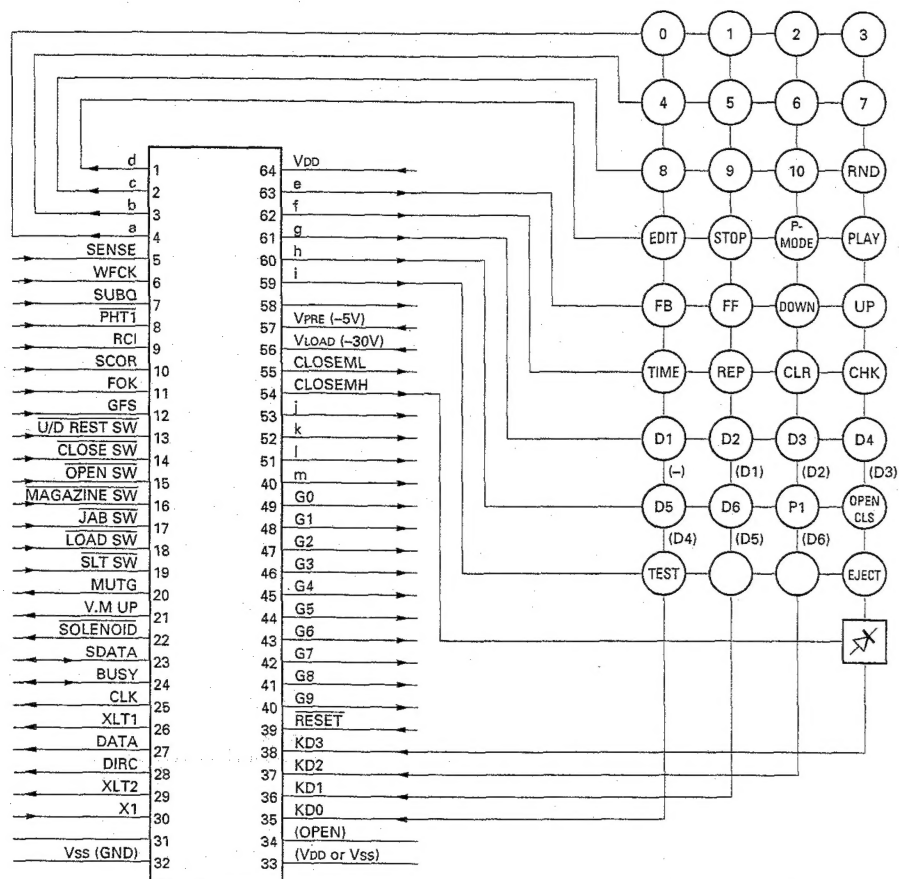 0 1 2 3
4 5 6 7
8 9 10 RND
EDIT STOP P-MODE PLAY
FB FF DOWN UP
TIME REP CLR CHK
D1 D2 D3 D4
(–) (D1) (D2) (D3)
D5 D6 P1 OPEN CLS
(D4) (D5) (D6)
TEST EJECT
d 1
c 2
b 3
a 4
SENSE 5
WFCK 6
SUBQ 7
PHT1 8
RCI 9
SCOR 10
FOK 11
GFS 12
U/D REST SW 13
CLOSE SW 14
OPEN SW 15
MAGAZINE SW 16
JAB SW 17
LOAD SW 18
SLT SW 19
MUTG 20
V.M UP 21
SOLENOID 22
SDATA 23
BUSY 24
CLK 25
XLT1 26
DATA 27
DIRC 28
XLT2 29
X1 30
31
VSS (GND) 32
64 VDD
63 e
62 f
61 g
60 h
59 i
58
57 VPRE (–5V)
56 VLOAD (–30V)
55 CLOSEML
54 CLOSEMH
53 j
52 k
51 l
40 m
49 G0
48 G1
47 G2
46 G3
45 G4
44 G5
43 G6
42 G7
41 G8
40 G9
39 RESET
38 KD3
37 KD2
36 KD1
35 KD0
34 (OPEN)
33 (VDD or VSS)